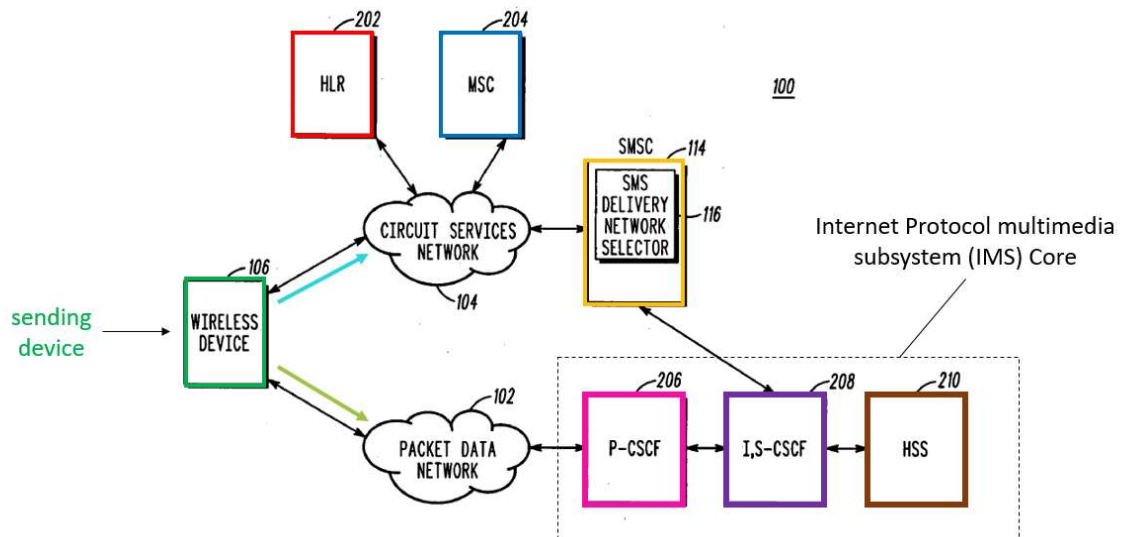 202
204
HLR
MSC
100
SMSC
114
SMS
DELIVERY
NETWORK
SELECTOR
116
CIRCUIT SERVICES
NETWORK
104
Internet Protocol multimedia
subsystem (IMS) Core
106
sending
device
WIRELESS
DEVICE
102
PACKET DATA
NETWORK
206
208
210
P-CSCF
I,S-CSCF
HSS